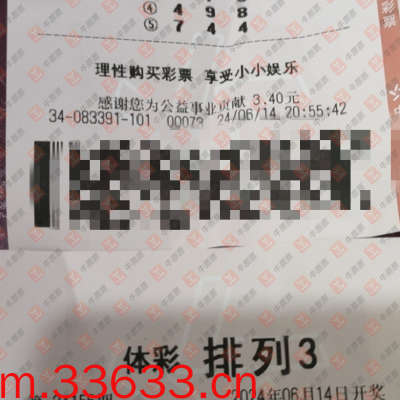 ④ 4 9 8
⑤ 7 4 4
理性购买彩票 享受小小娱乐
感谢您为公益事业贡献 3.40元
34-083391-101 00073 24/06/14 20:55:42
体彩 排列3
2024年06月14日开奖
m.33633.cn